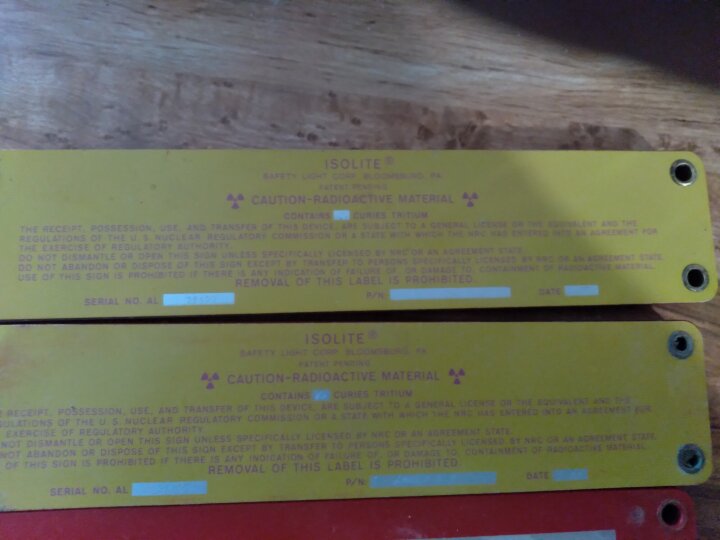 ISOLITE®
SAFETY LIGHT CORP. BLOOMSBURG, PA.
PATENT PENDING
CAUTION-RADIOACTIVE MATERIAL
CONTAINS CURIES TRITIUM
THE RECEIPT, POSSESSION, USE, AND TRANSFER OF THIS DEVICE, ARE SUBJECT TO A GENERAL LICENSE OR THE EQUIVALENT AND THE
REGULATIONS OF THE U.S. NUCLEAR REGULATORY COMMISSION OR A STATE WITH WHICH THE NRC HAS ENTERED INTO AN AGREEMENT FOR
THE EXERCISE OF REGULATORY AUTHORITY.
DO NOT DISMANTLE OR OPEN THIS SIGN UNLESS SPECIFICALLY LICENSED BY NRC OR AN AGREEMENT STATE.
DO NOT ABANDON OR DISPOSE OF THIS SIGN EXCEPT BY TRANSFER TO PERSONS SPECIFICALLY LICENSED BY NRC OR AN AGREEMENT STATE.
USE OF THIS SIGN IS PROHIBITED IF THERE IS ANY INDICATION OF FAILURE OF, OR DAMAGE TO, CONTAINMENT OF RADIOACTIVE MATERIAL.
REMOVAL OF THIS LABEL IS PROHIBITED.
SERIAL NO. AL P/N: DATE
ISOLITE®
SAFETY LIGHT CORP. BLOOMSBURG, PA.
PATENT PENDING
CAUTION-RADIOACTIVE MATERIAL
CONTAINS CURIES TRITIUM
RECEIPT, POSSESSION, USE, AND TRANSFER OF THIS DEVICE, ARE SUBJECT TO A GENERAL LICENSE OR THE EQUIVALENT AND THE
GULATIONS OF THE U.S. NUCLEAR REGULATORY COMMISSION OR A STATE WITH WHICH THE NRC HAS ENTERED INTO AN AGREEMENT FOR
EXERCISE OF REGULATORY AUTHORITY.
NOT DISMANTLE OR OPEN THIS SIGN UNLESS SPECIFICALLY LICENSED BY NRC OR AN AGREEMENT STATE.
NOT ABANDON OR DISPOSE OF THIS SIGN EXCEPT BY TRANSFER TO PERSONS SPECIFICALLY LICENSED BY NRC OR AN AGREEMENT STATE.
OF THIS SIGN IS PROHIBITED IF THERE IS ANY INDICATION OF FAILURE OF, OR DAMAGE TO, CONTAINMENT OF RADIOACTIVE MATERIAL.
REMOVAL OF THIS LABEL IS PROHIBITED.
SERIAL NO. AL P/N: DATE